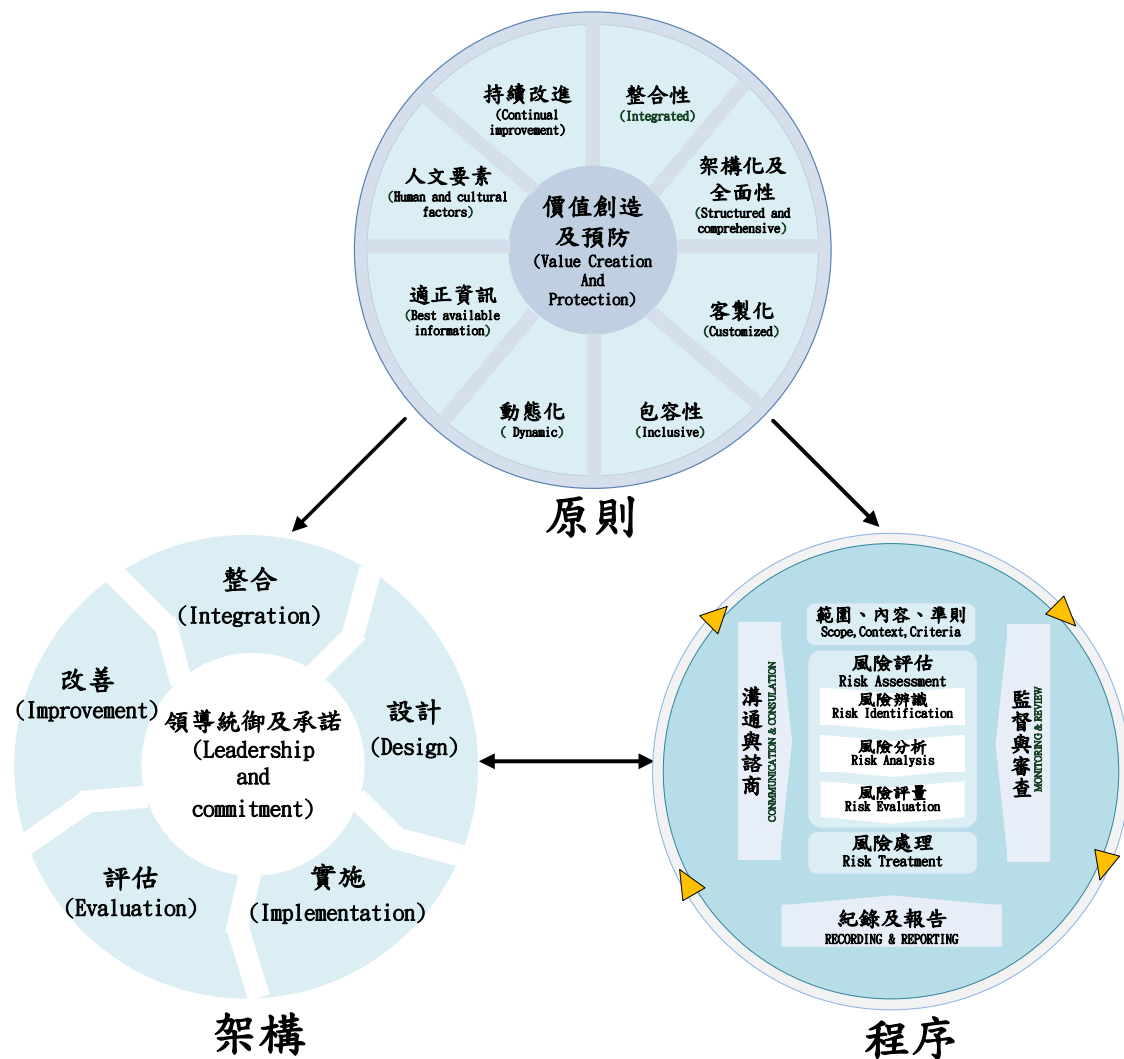 持續改進
(Continual
improvement)
整合性
(Integrated)
架構化及
全面性
(Structured and
comprehensive)
客製化
(Customized)
包容性
(Inclusive)
動態化
( Dynamic)
適正資訊
(Best available
information)
人文要素
(Human and cultural
factors)
價值創造
及預防
(Value Creation
And
Protection)
原則
整合
(Integration)
設計
(Design)
實施
(Implementation)
評估
(Evaluation)
改善
(Improvement)
領導統御及承諾
(Leadership
and
commitment)
架構
範圍、內容、準則
Scope,Context,Criteria
風險評估
Risk Assessment
風險辨識
Risk Identification
風險分析
Risk Analysis
風險評量
Risk Evaluation
風險處理
Risk Treatment
溝通與諮商
CONMMUNICATION & CONSULATION
監督與審查
MONITORING & REVIEW
紀錄及報告
RECORDING & REPORTING
程序